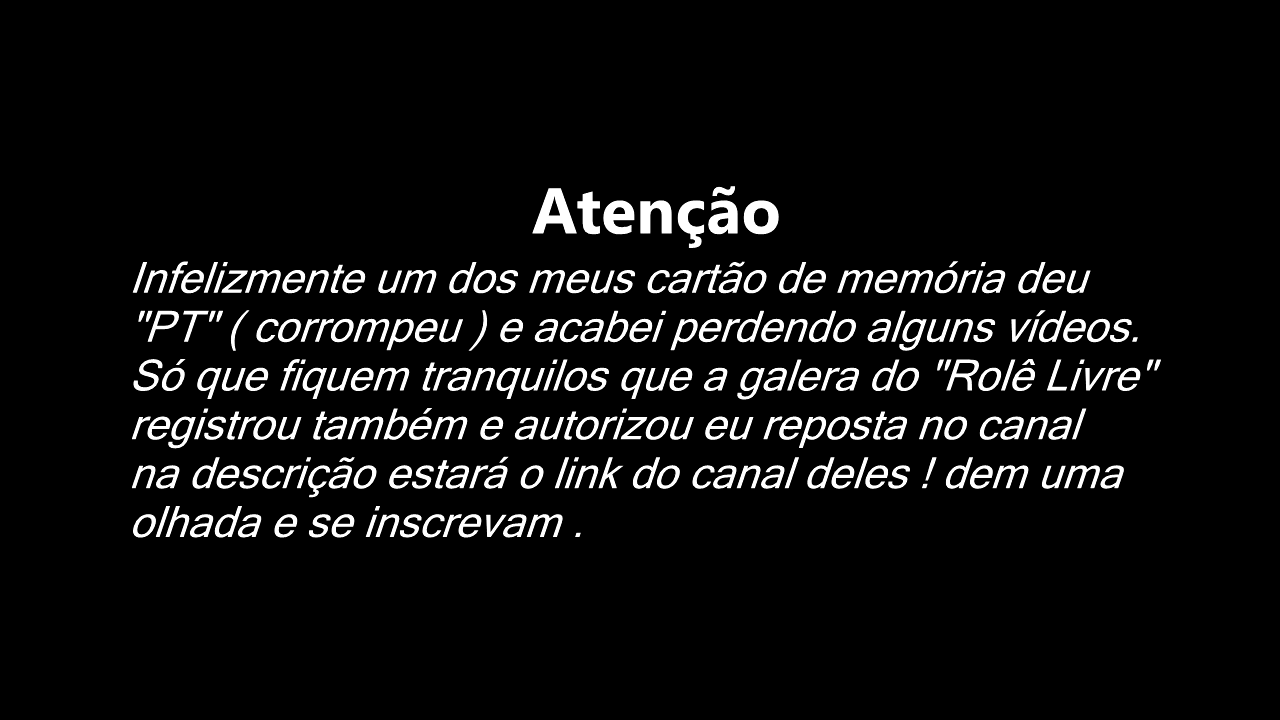 Atenção
Infelizmente um dos meus cartão de memória deu
"PT" ( corrompeu ) e acabei perdendo alguns vídeos.
Só que fiquem tranquilos que a galera do "Rolê Livre"
registrou também e autorizou eu reposta no canal
na descrição estará o link do canal deles ! dem uma
olhada e se inscrevam .